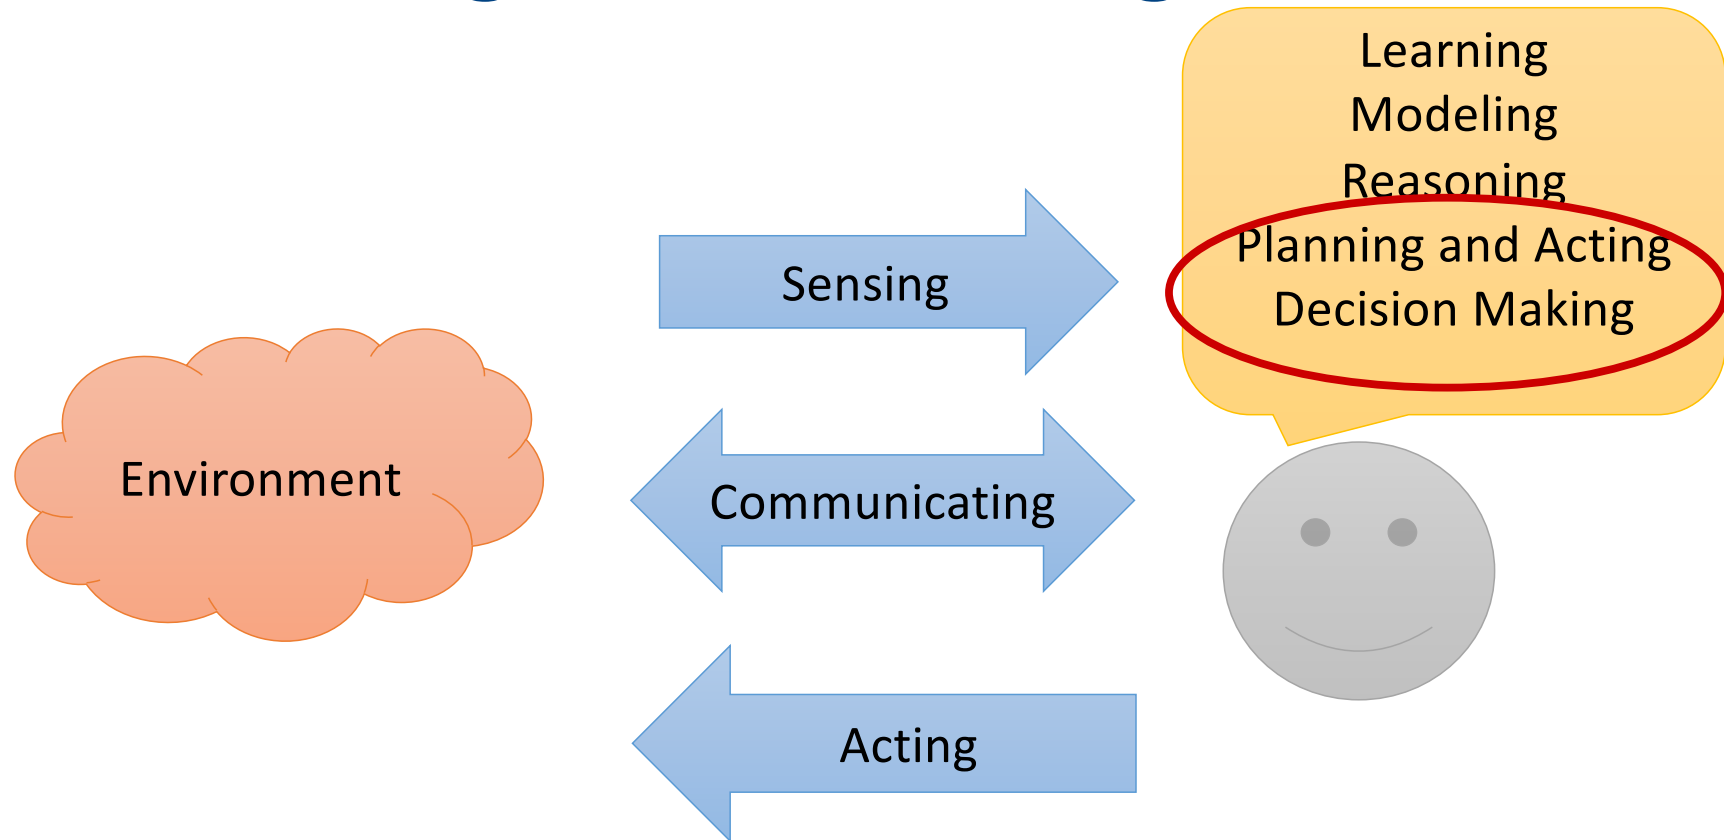 Learning
Modeling
Reasoning
Planning and Acting
Decision Making
Sensing
Environment
Communicating
Acting